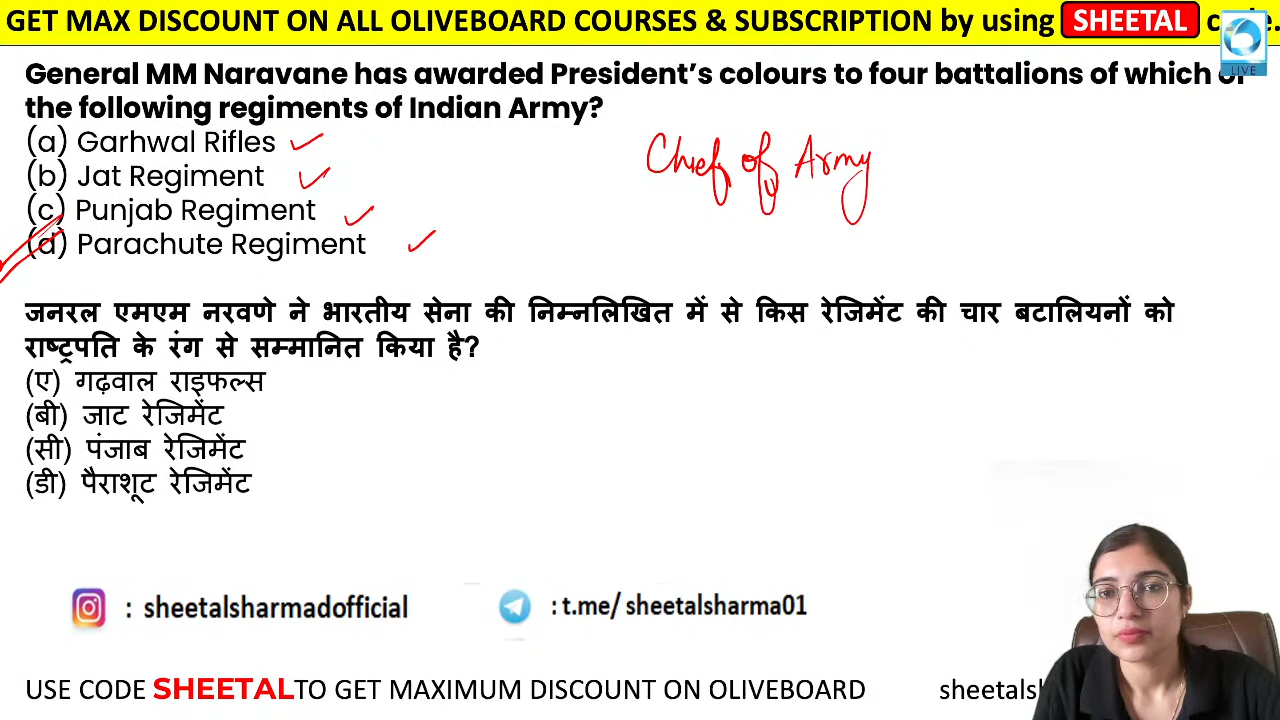 GET MAX DISCOUNT ON ALL OLIVEBOARD COURSES & SUBSCRIPTION by using SHEETAL code.
LIVE
General MM Naravane has awarded President's colours to four battalions of which of
the following regiments of Indian Army?
(a) Garhwal Rifles
(b) Jat Regiment
(c) Punjab Regiment
(d) Parachute Regiment
Chief of Army
जनरल एमएम नरवणे ने भारतीय सेना की निम्नलिखित में से किस रेजिमेंट की चार बटालियनों को
राष्ट्रपति के रंग से सम्मानित किया है?
(ए) गढ़वाल राइफल्स
(बी) जाट रेजिमेंट
(सी) पंजाब रेजिमेंट
(डी) पैराशूट रेजिमेंट
: sheetalsharmadofficial
: t.me/ sheetalsharma01
USE CODE SHEETAL TO GET MAXIMUM DISCOUNT ON OLIVEBOARD